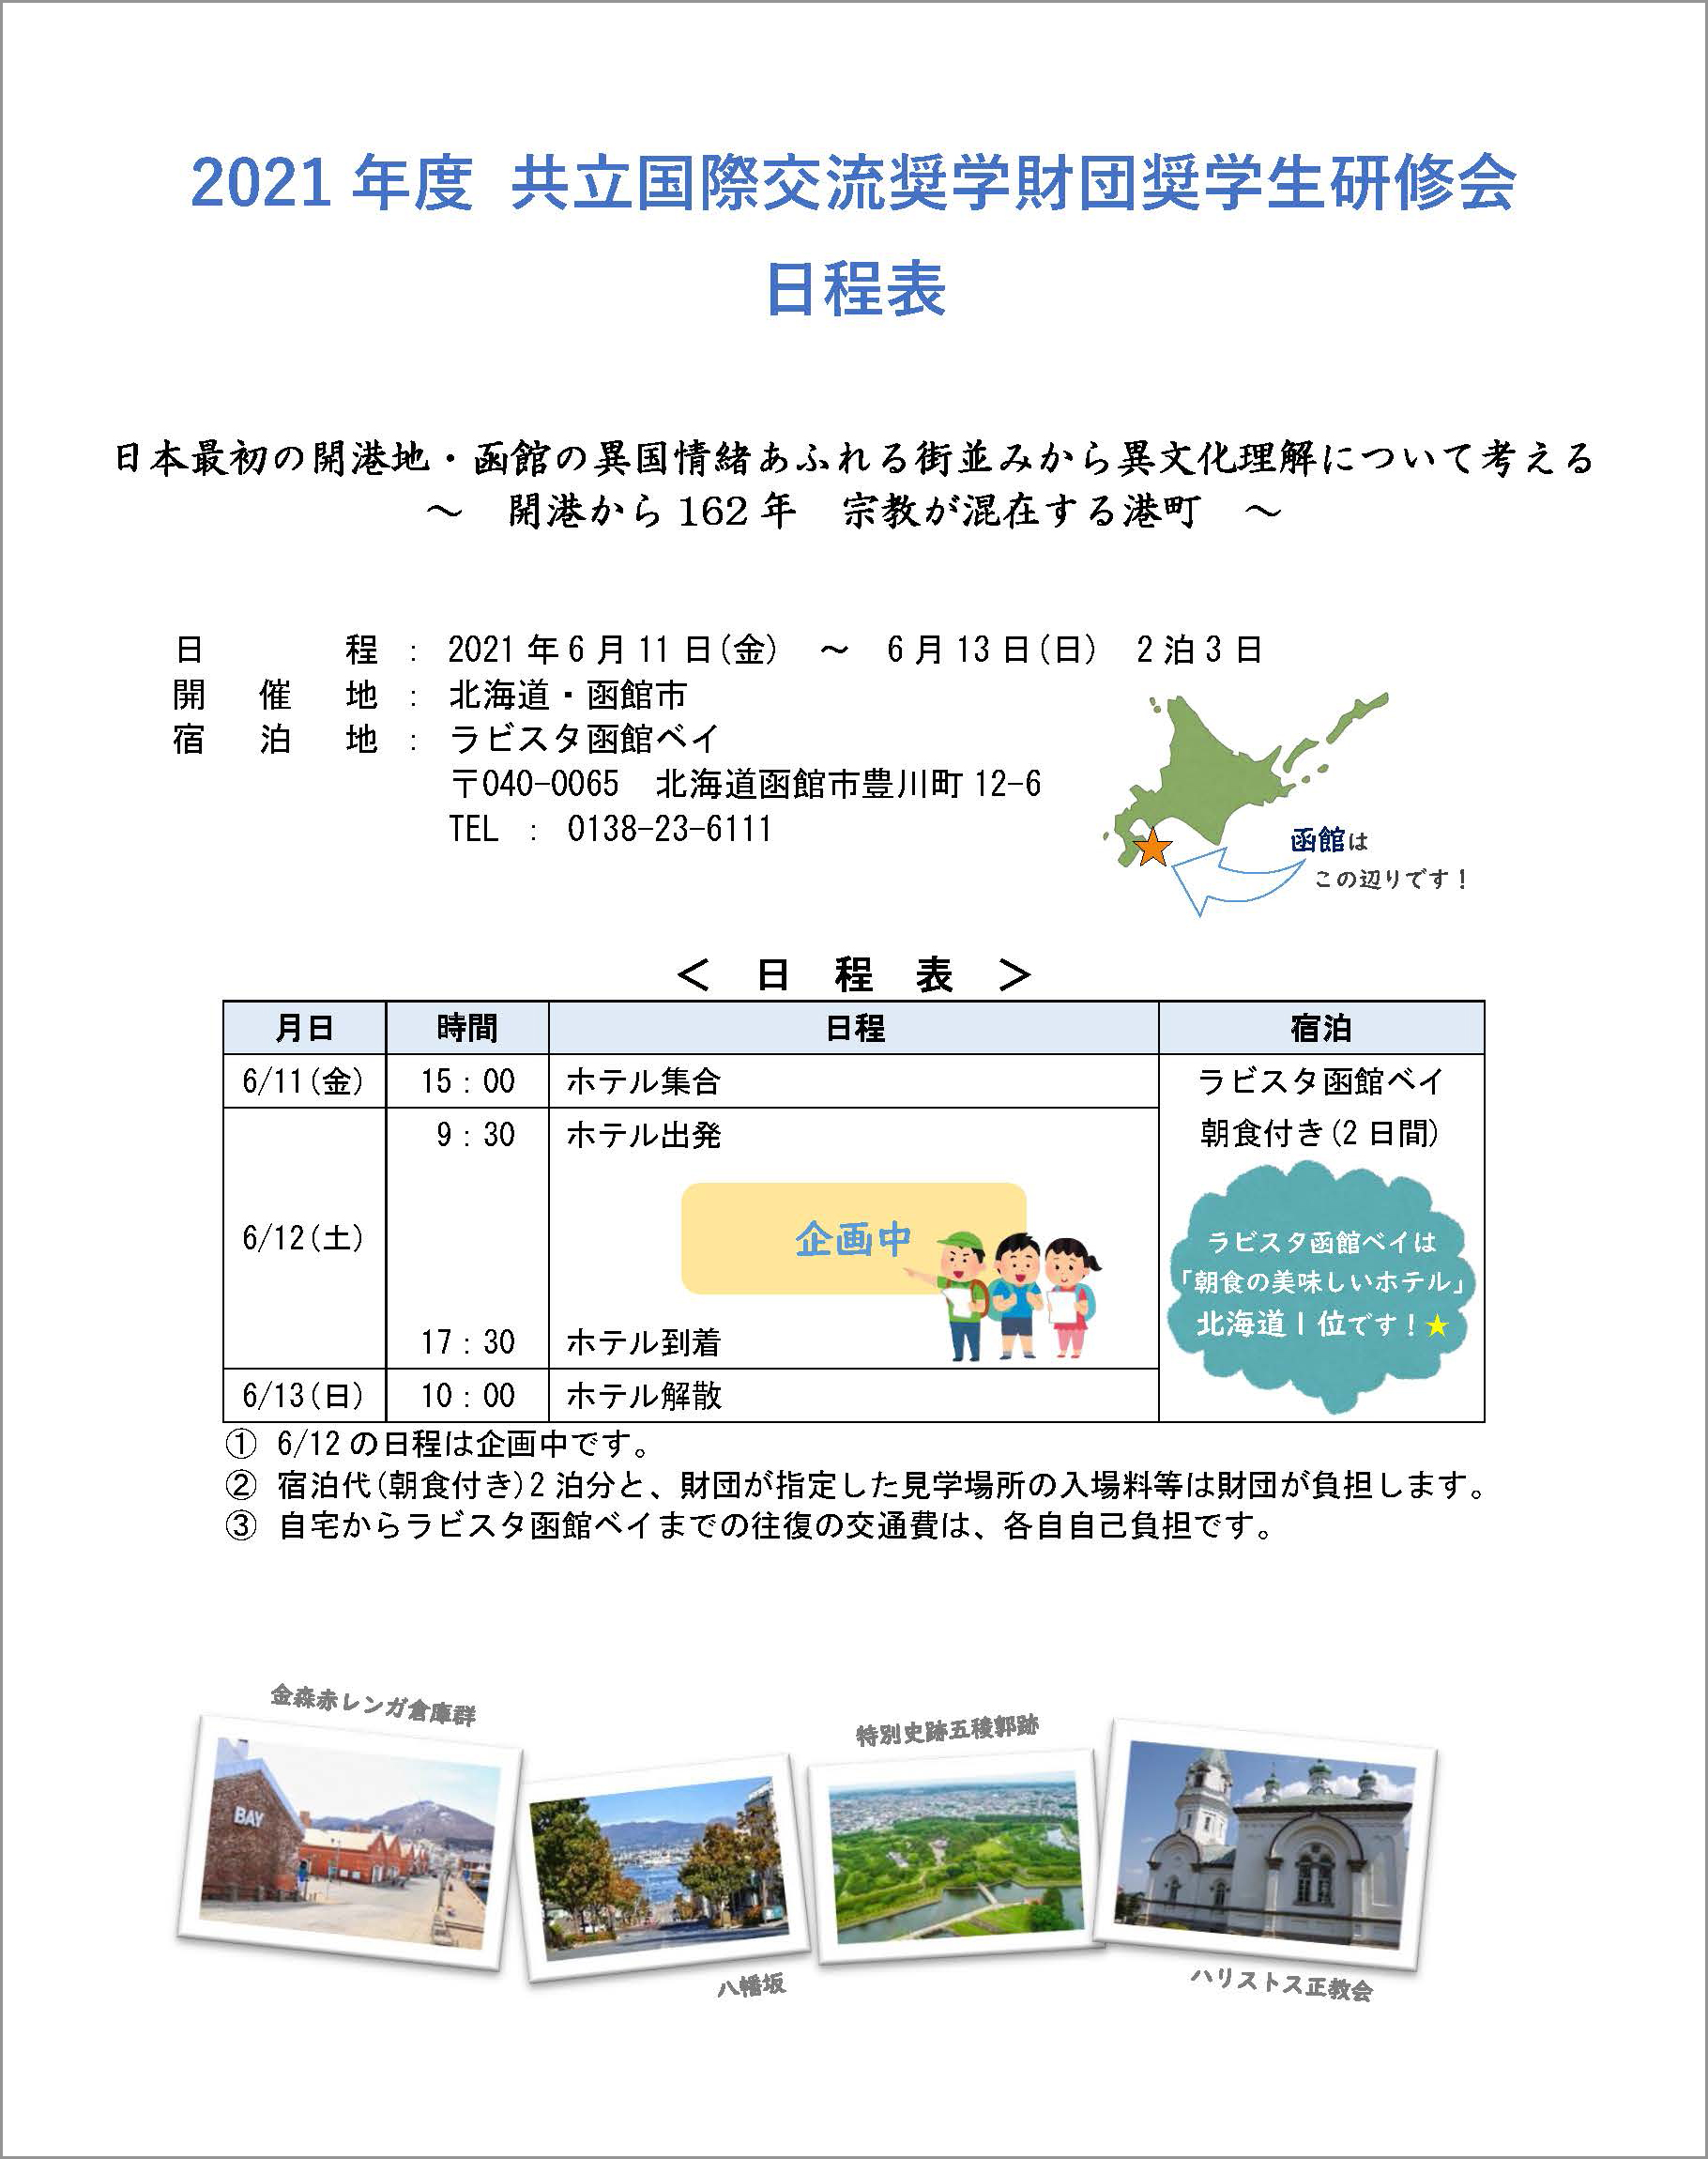 2021 年度 共立国際交流奨学財団奨学生研修会
日程表
日本最初の開港地・函館の異国情緒あふれる街並みから異文化理解について考える
～ 開港から 162 年 宗教が混在する港町 ～
日程 : 2021 年 6 月 11 日(金) ～ 6 月 13 日(日) 2 泊 3 日
開催地 : 北海道・函館市
宿泊地 : ラビスタ函館ベイ
〒040-0065 北海道函館市豊川町 12-6
TEL : 0138-23-6111
函館は
この辺りです！
＜ 日 程 表 ＞
月日 時間 日程 宿泊
6/11(金) 15：00 ホテル集合 ラビスタ函館ベイ
9：30 ホテル出発 朝食付き(2 日間)
6/12(土)
企画中
17：30 ホテル到着
ラビスタ函館ベイは
「朝食の美味しいホテル」
北海道１位です！★
6/13(日) 10：00 ホテル解散
① 6/12 の日程は企画中です。
② 宿泊代(朝食付き)2 泊分と、財団が指定した見学場所の入場料等は財団が負担します。
③ 自宅からラビスタ函館ベイまでの往復の交通費は、各自自己負担です。
金森赤レンガ倉庫群
特別史跡五稜郭跡
BAY
八幡坂
ハリストス正教会